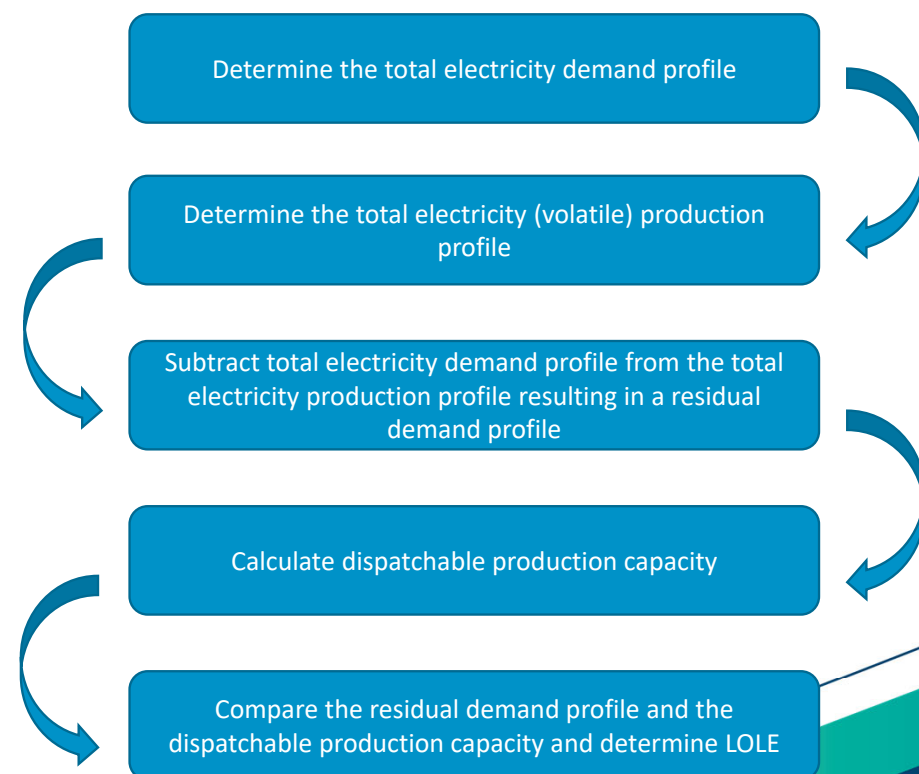 Determine the total electricity demand profile
Determine the total electricity (volatile) production
profile
Subtract total electricity demand profile from the total
electricity production profile resulting in a residual
demand profile
Calculate dispatchable production capacity
Compare the residual demand profile and the
dispatchable production capacity and determine LOLE